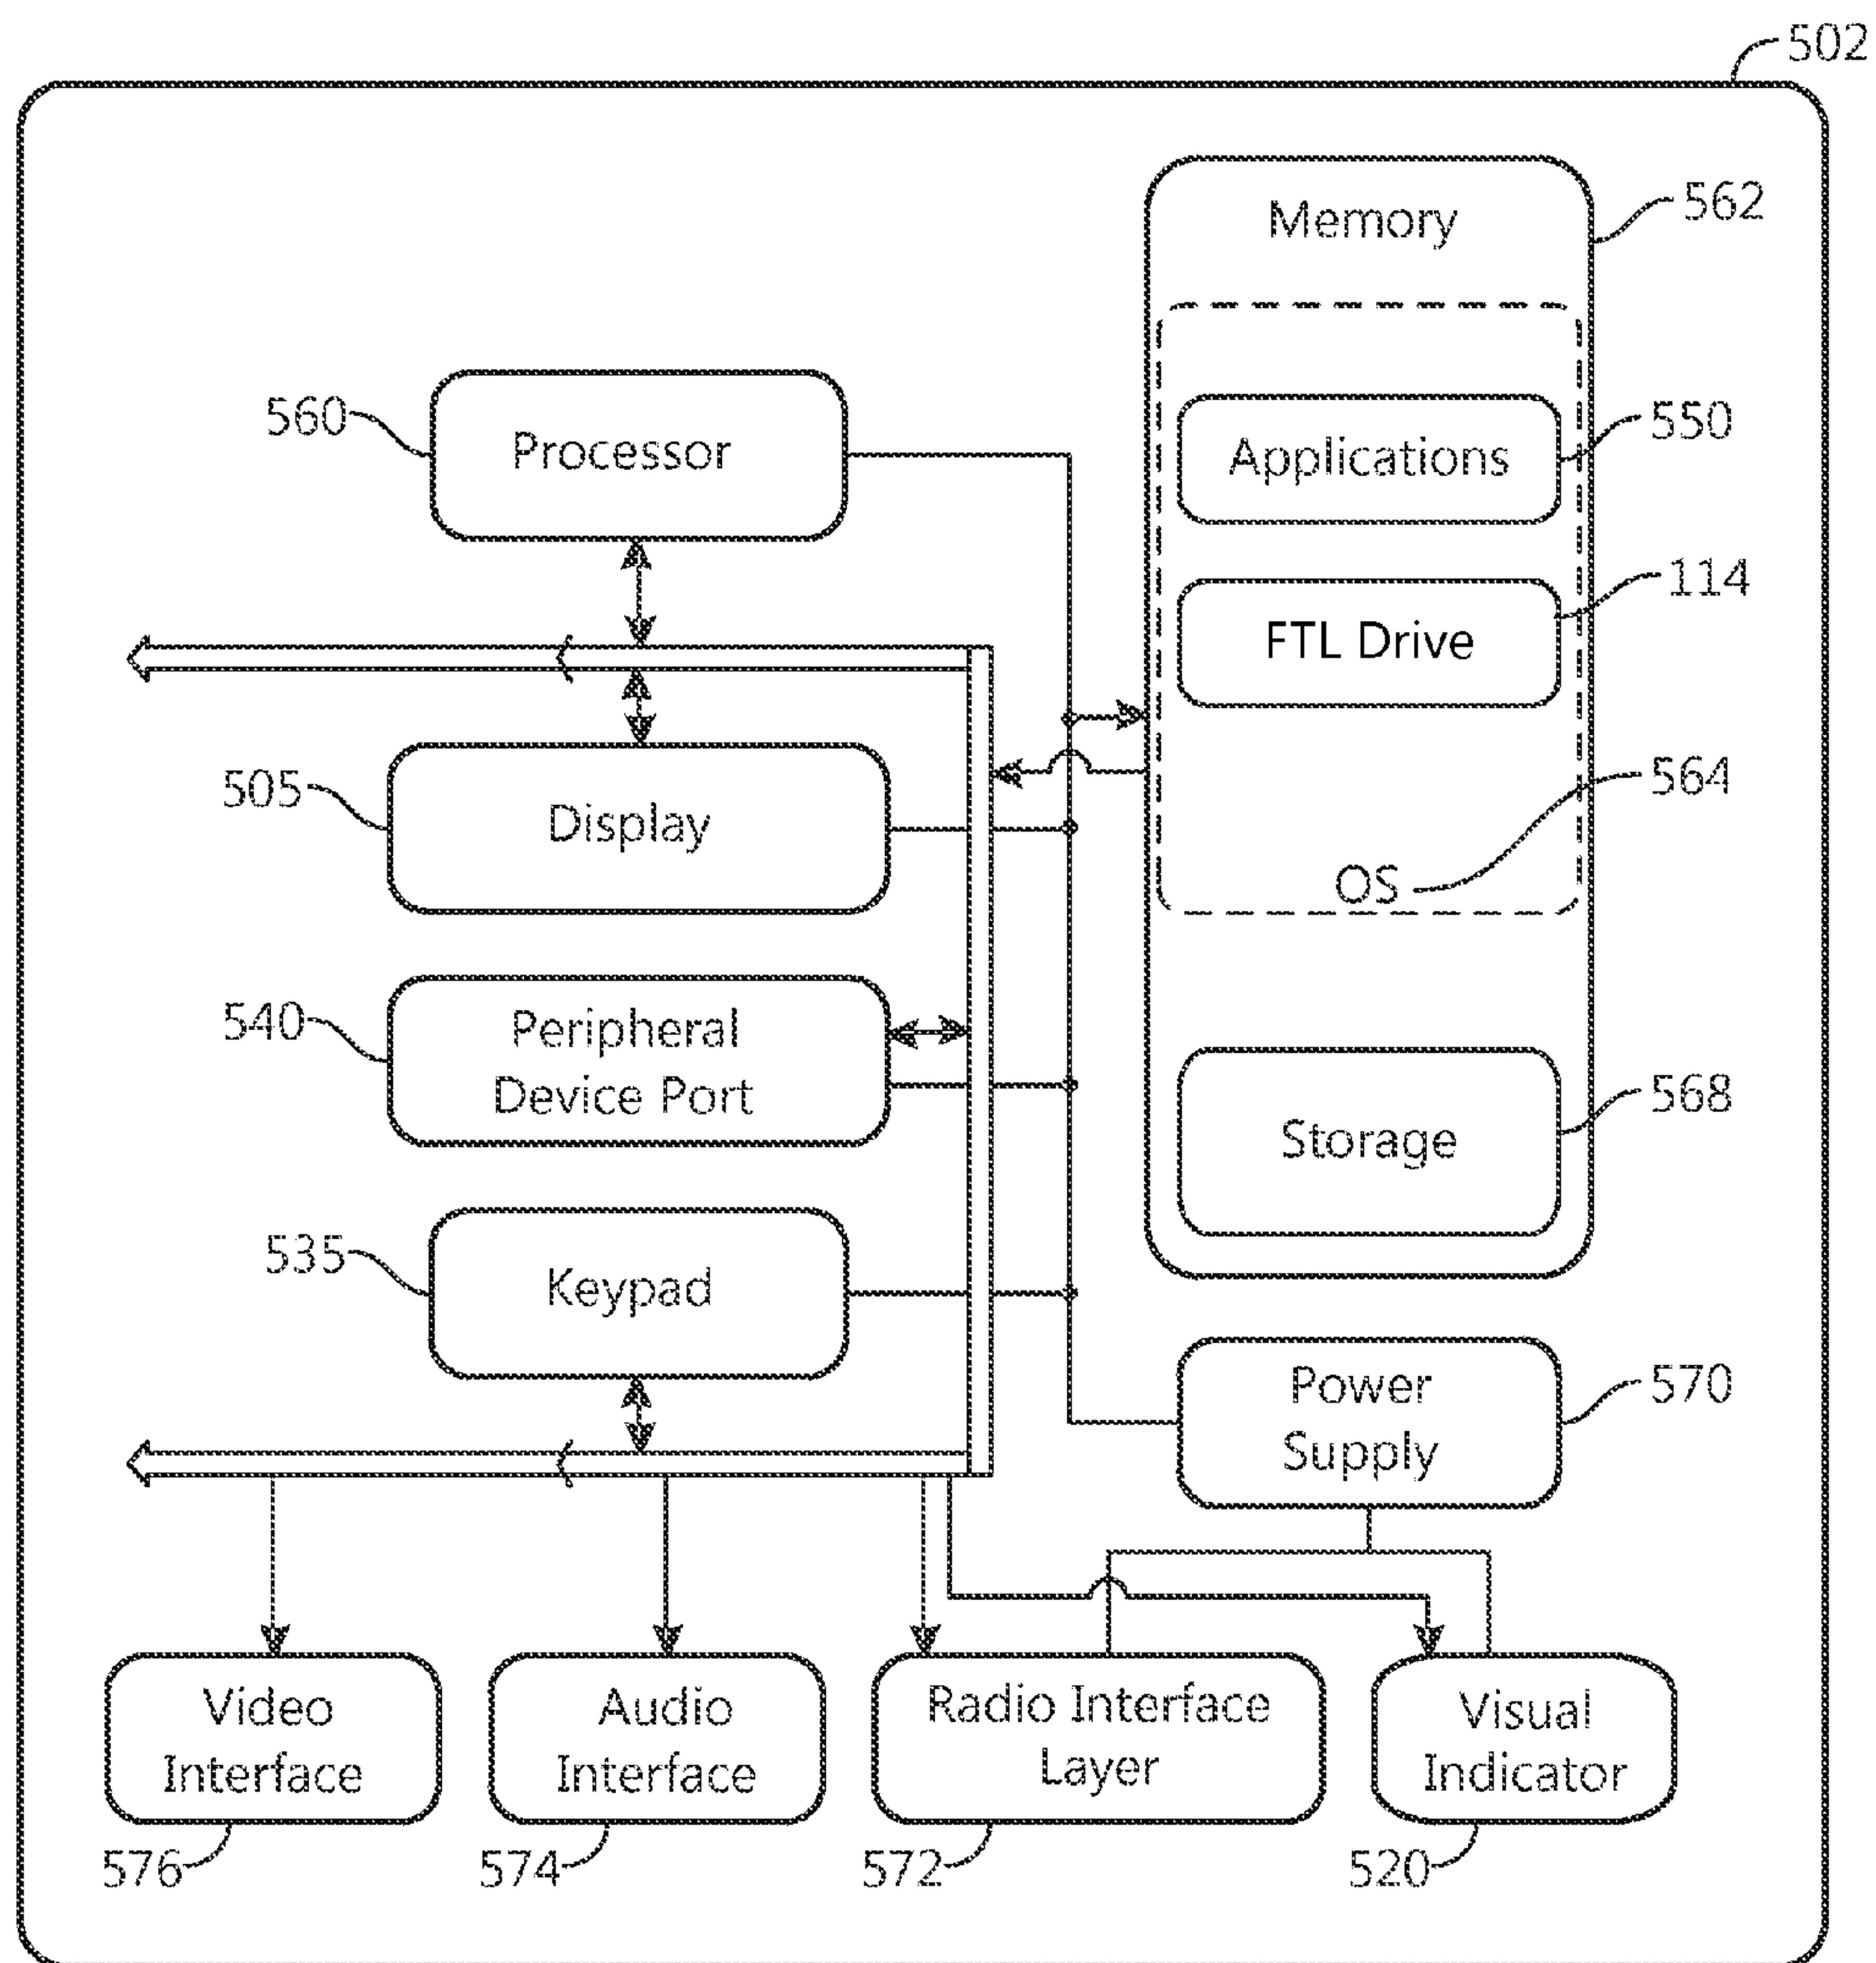 502
Memory
562
560
Processor
Applications
550
FTL Drive
114
505
Display
564
OS
540
Peripheral
Device Port
Storage
568
535
Keypad
Power
Supply
570
Video
Interface
Audio
Interface
Radio Interface
Layer
Visual
Indicator
576
574
572
520